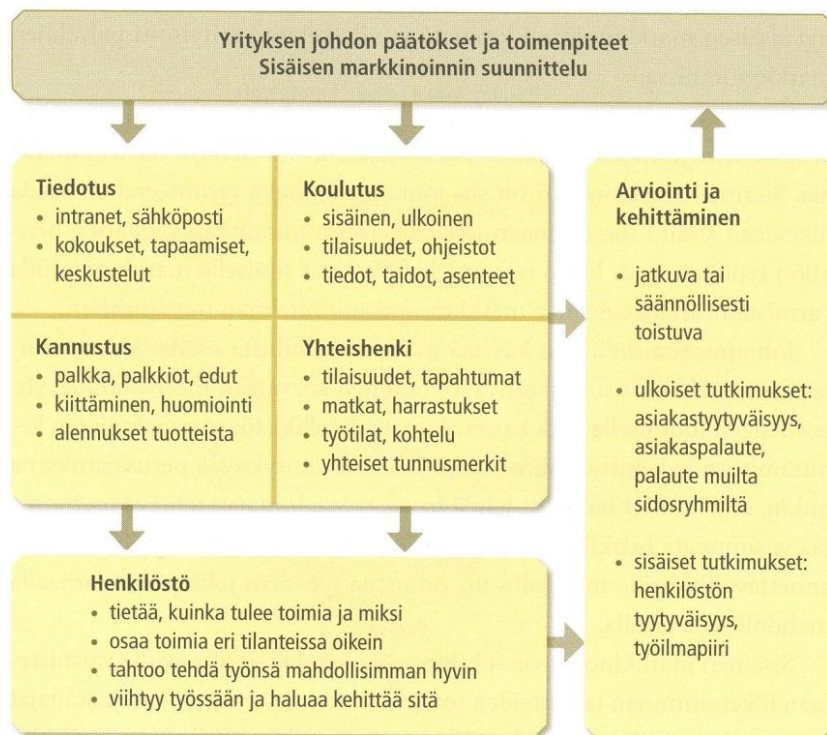 Yrityksen johdon päätökset ja toimenpiteet
Sisäisen markkinoinnin suunnittelu
Tiedotus
• intranet, sähköposti
• kokoukset, tapaamiset,
keskustelut
Koulutus
• sisäinen, ulkoinen
• tilaisuudet, ohjeistot
• tiedot, taidot, asenteet
Kannustus
• palkka, palkkiot, edut
• kiittäminen, huomiointi
• alennukset tuotteista
Yhteishenki
• tilaisuudet, tapahtumat
• matkat, harrastukset
• työtilat, kohtelu
• yhteiset tunnusmerkit
Henkilöstö
• tietää, kuinka tulee toimia ja miksi
• osaa toimia eri tilanteissa oikein
• tahtoo tehdä työnsä mahdollisimman hyvin
• viihtyy työssään ja haluaa kehittää sitä
Arviointi ja
kehittäminen
• jatkuva tai
säännöllisesti
toistuva
• ulkoiset tutkimukset:
asiakastyytyväisyys,
asiakaspalaute,
palaute muilta
sidosryhmiltä
• sisäiset tutkimukset:
henkilöstön
tyytyväisyys,
työilmapiiri